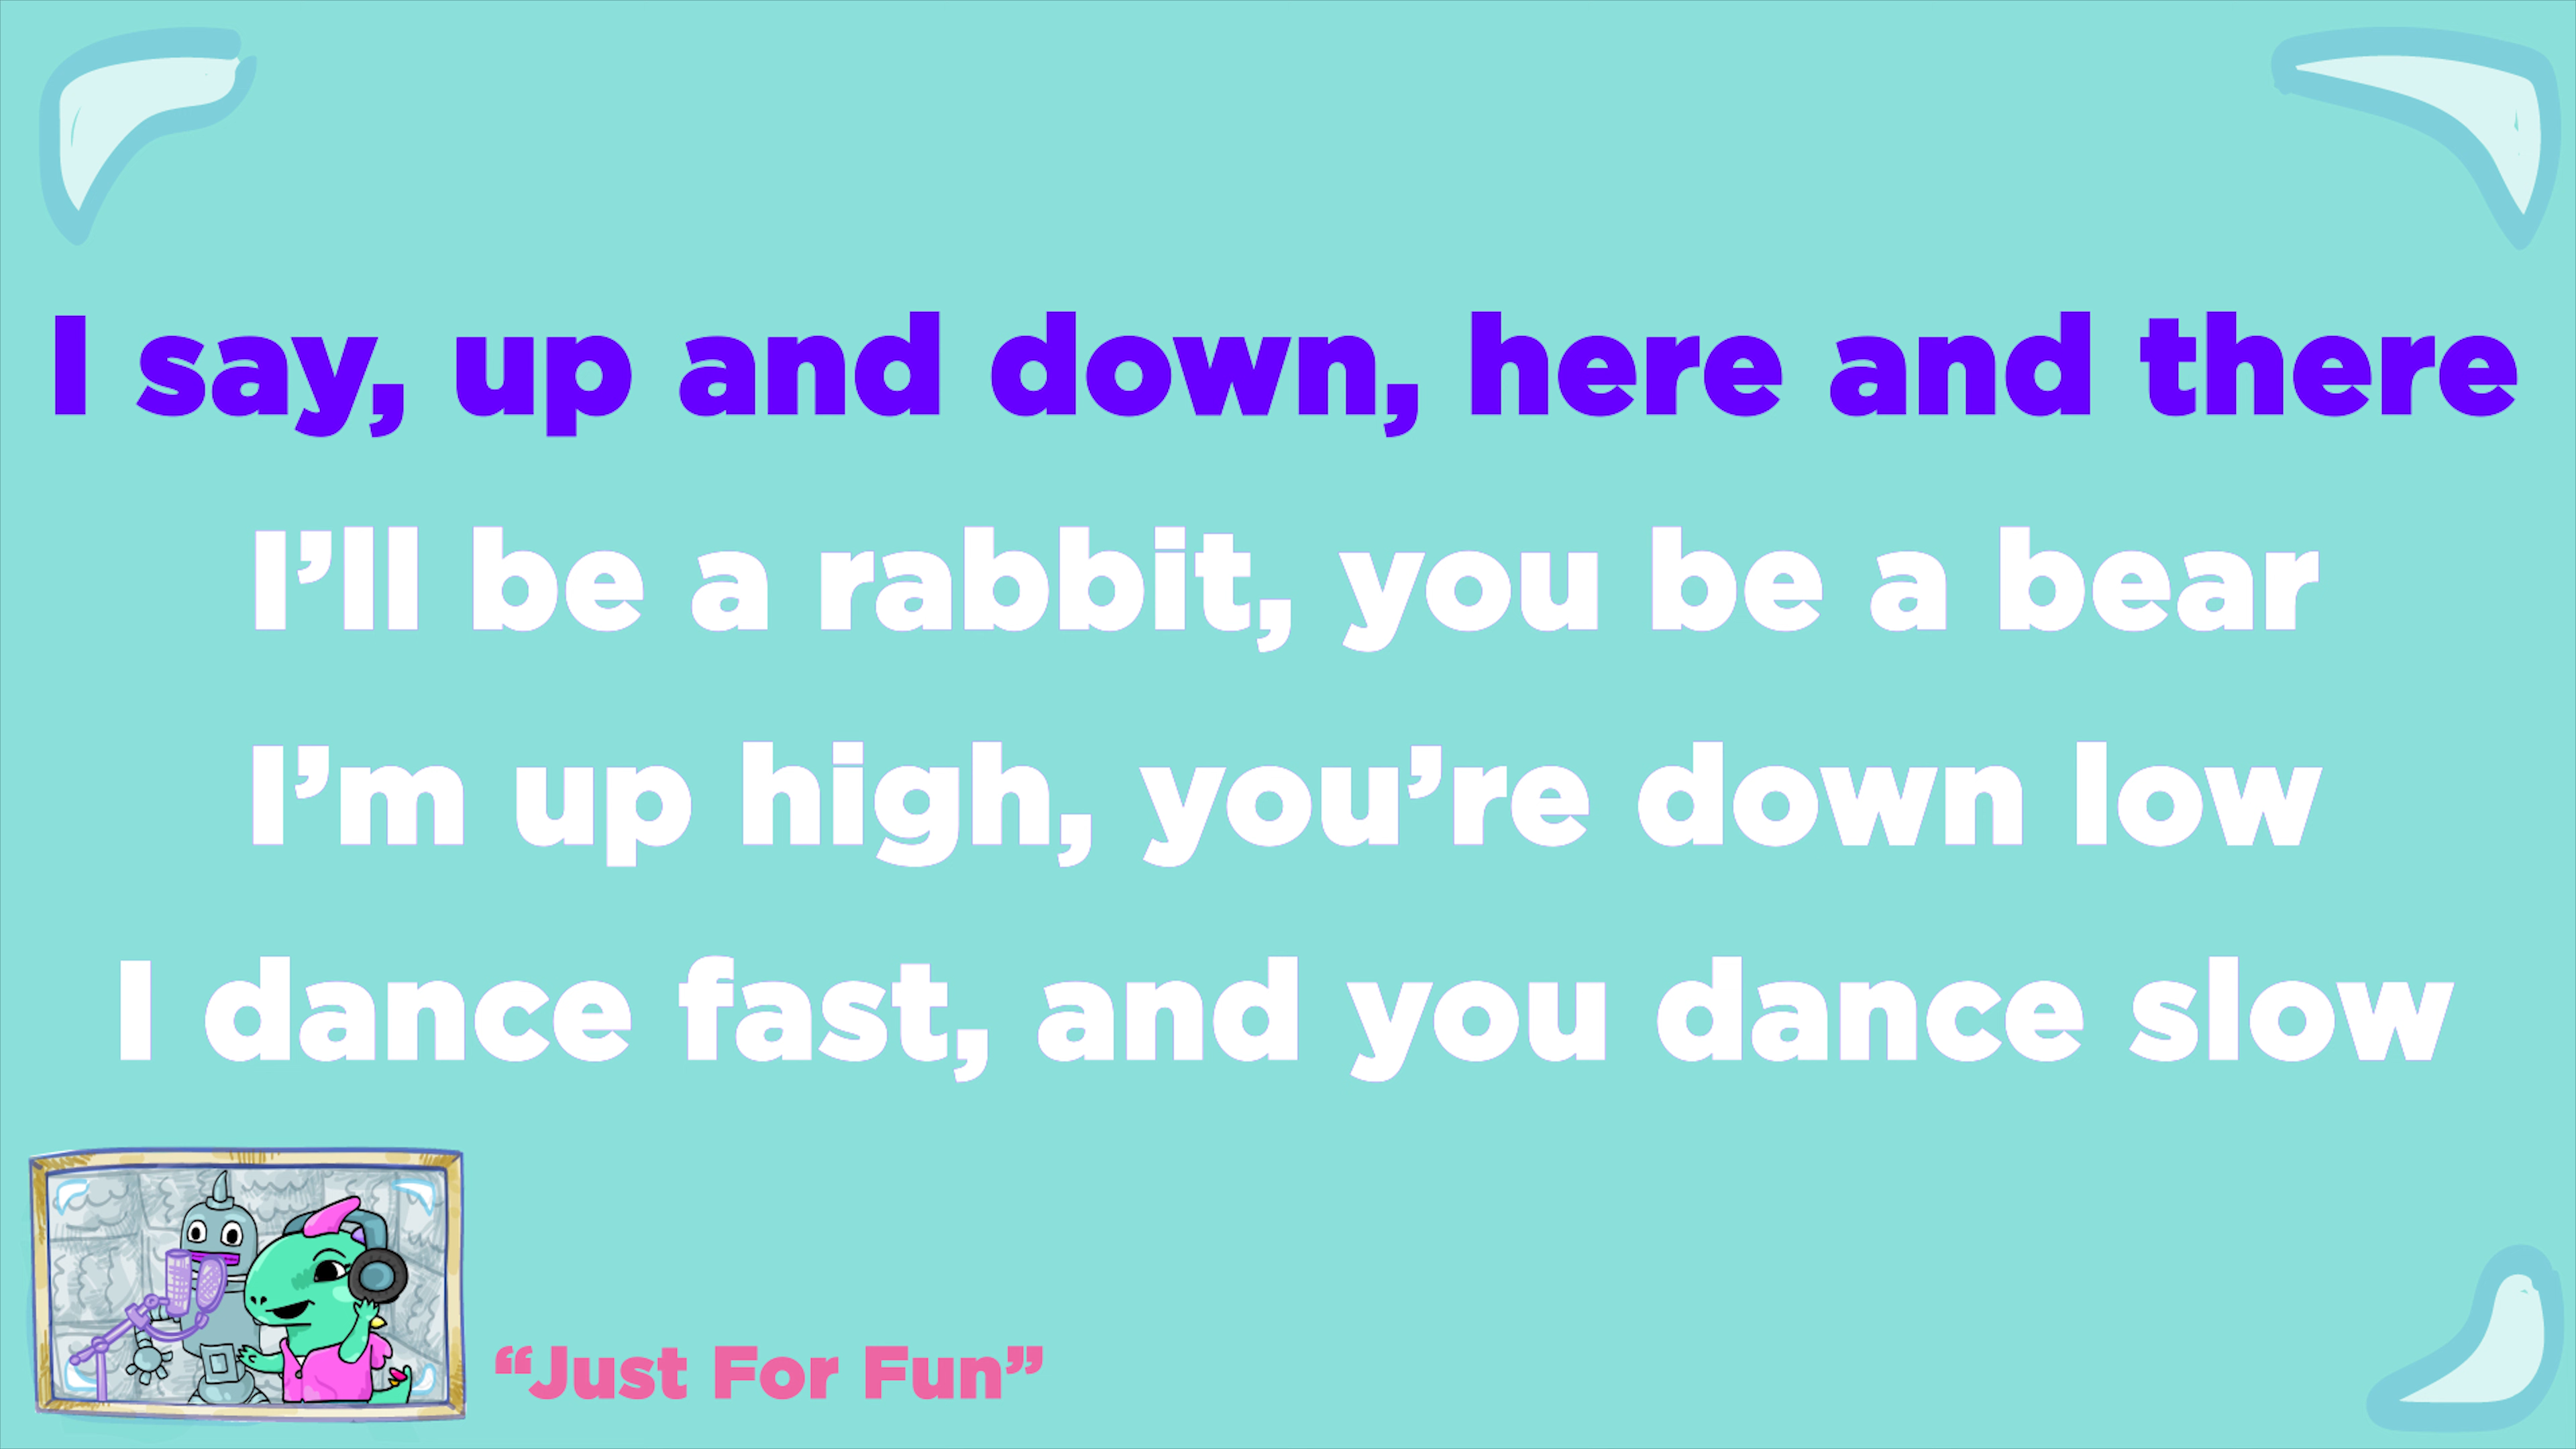 I say, up and down, here and there
I’ll be a rabbit, you be a bear
I’m up high, you’re down low
I dance fast, and you dance slow
“Just For Fun”